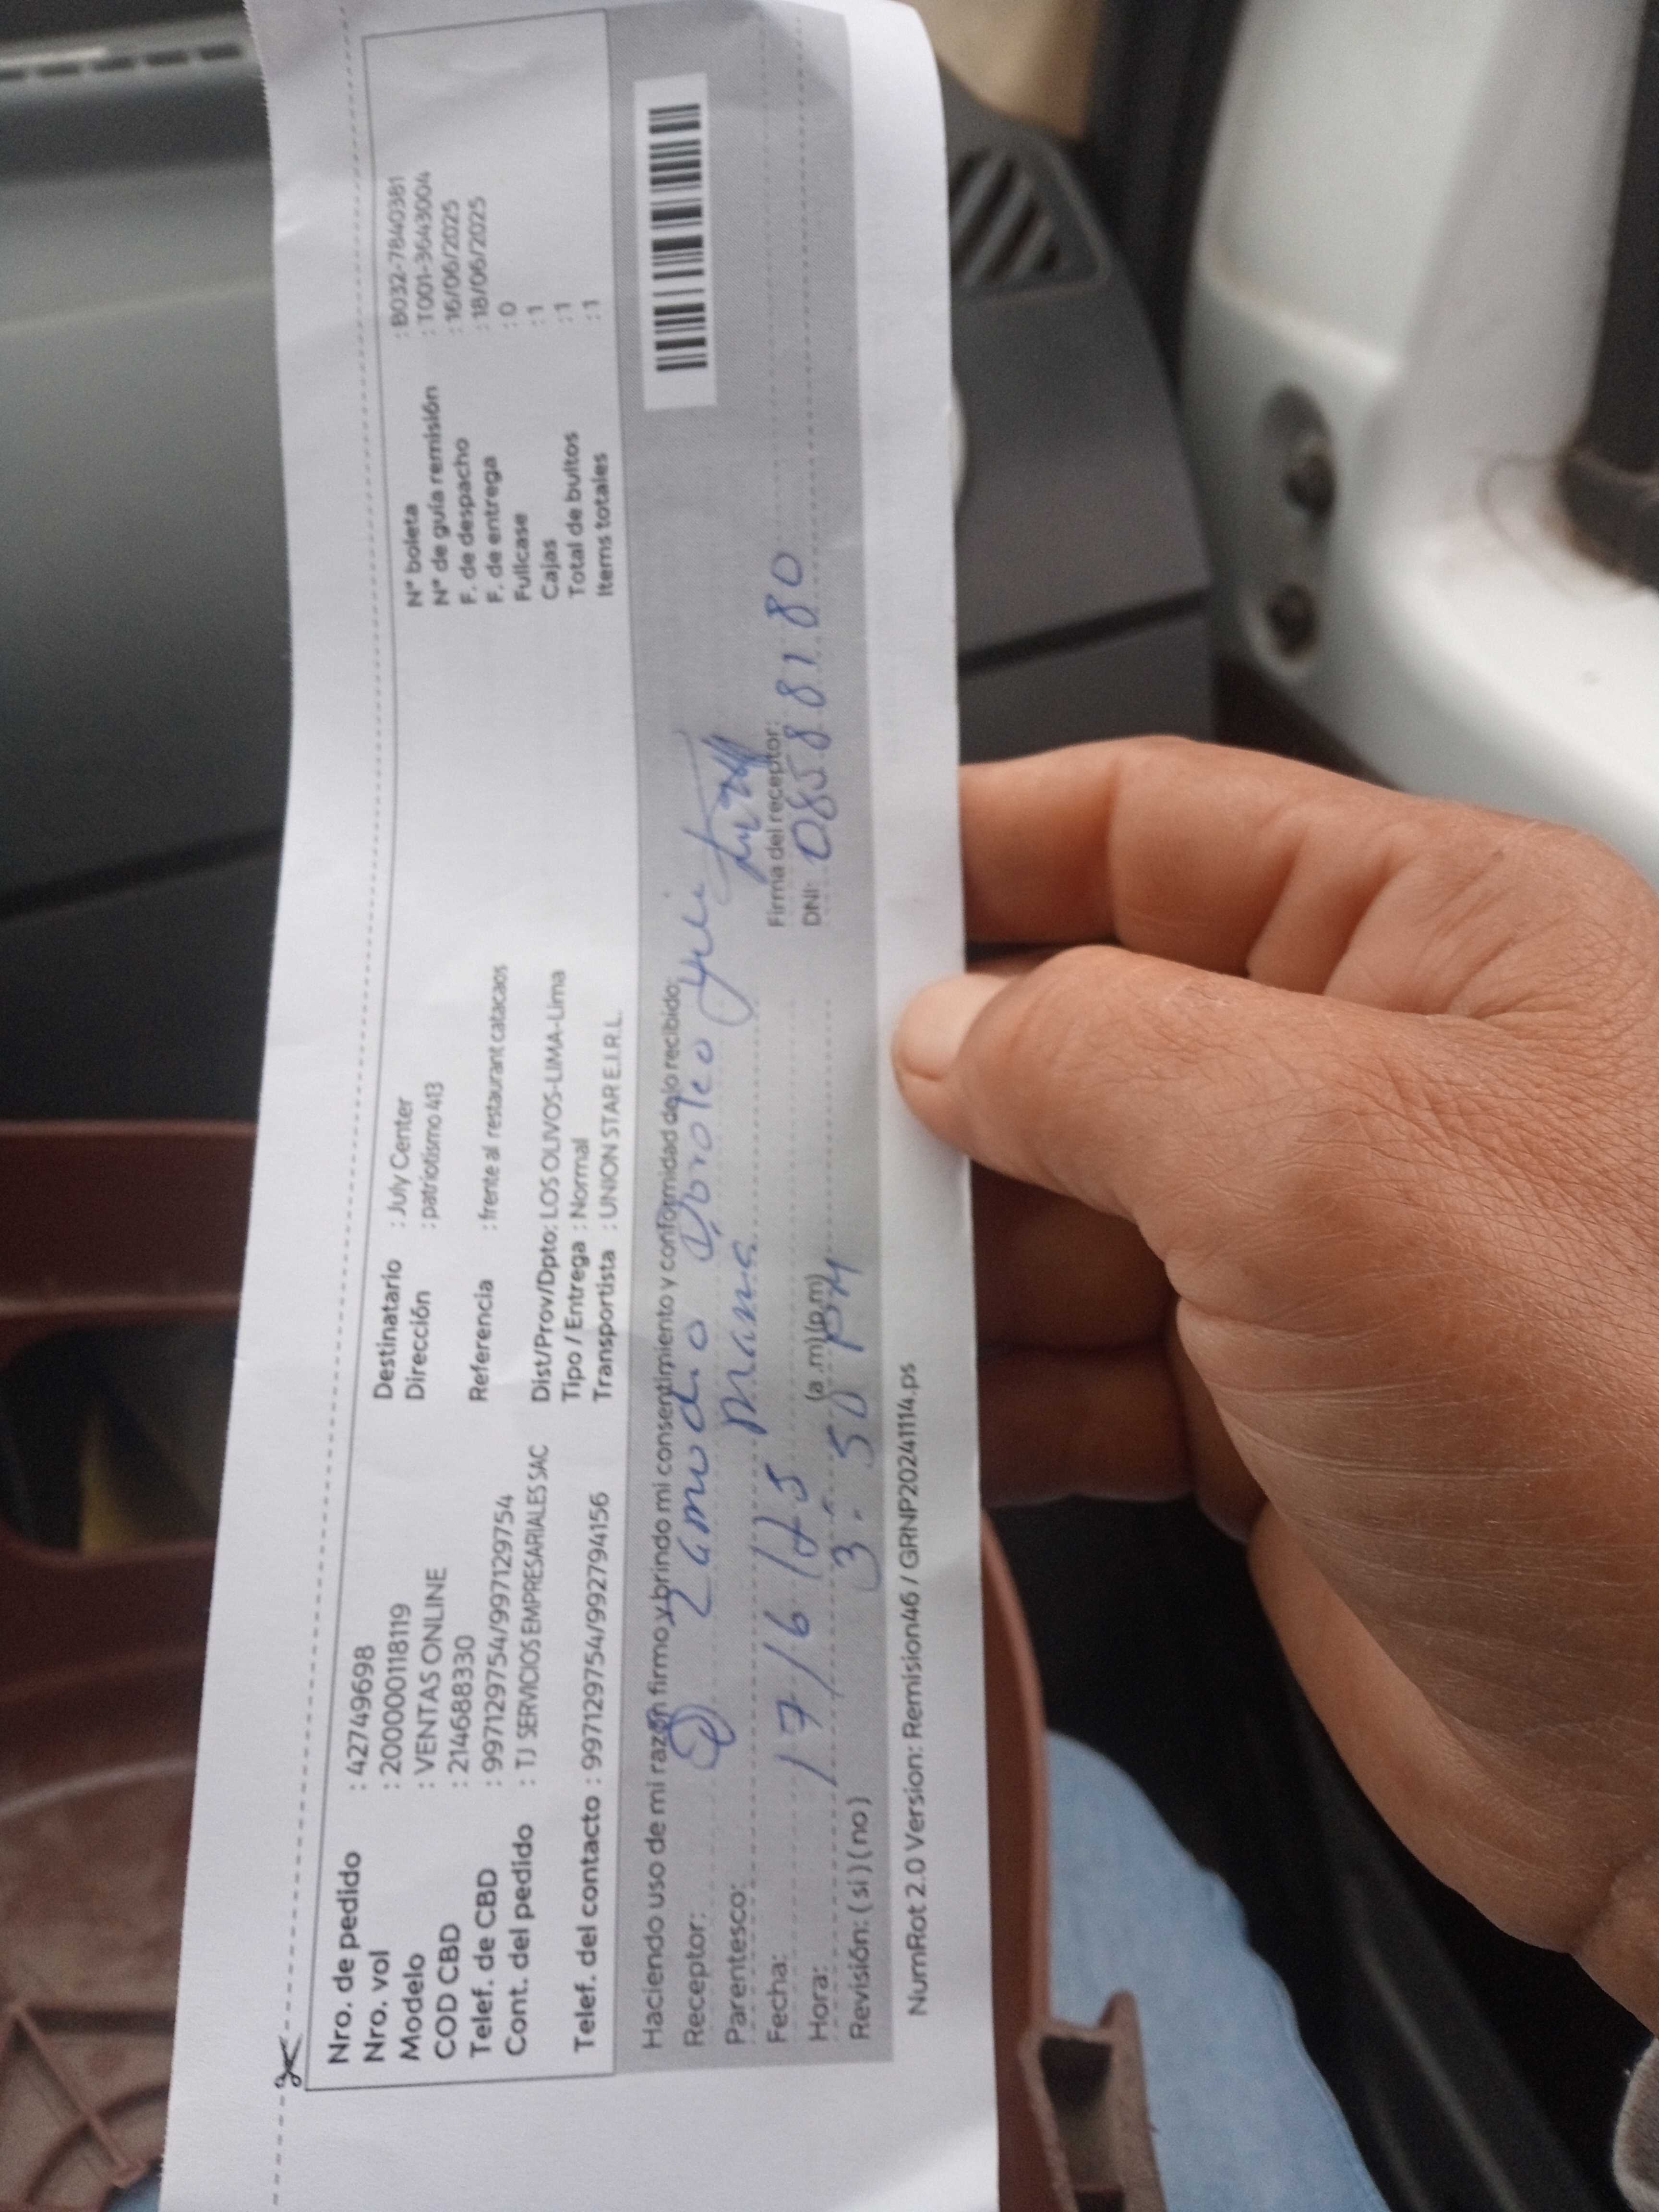 Nro. de pedido : 42749698
Nro. vol : 200000118119
Modelo : VENTAS ONLINE
COD CBD : 214688330
Telef. de CBD : 997129754/997129754
Cont. del pedido : TJ SERVICIOS EMPRESARIALES SAC
Telef. del contacto : 997129754/992794156
Destinatario : July Center
Dirección : patriotismo 413
Referencia : frente al restaurant catacaos
Dist/Prov/Dpto: LOS OLIVOS-LIMA-Lima
Tipo / Entrega : Normal
Transportista : UNION STAR E.I.R.L.
N° boleta : B032-7840381
N° de guía remisión : T001-3643004
F. de despacho : 16/06/2025
F. de entrega : 18/06/2025
Fullcase : 0
Cajas : 1
Total de bultos : 1
Items totales : 1
Haciendo uso de mi razón firmo y brindo mi consentimiento y conformidad de lo recibido:
Receptor: Zamudio Doroteo
Parentesco: Mama
Fecha: 17/6/25
Hora: 3:50 PM (a.m)(p.m)
Revisión: (si) (no)
Firma del receptor:
DNI: 08588180
NumRot 2.0 Version: Remision46 / GRNP20241114.ps